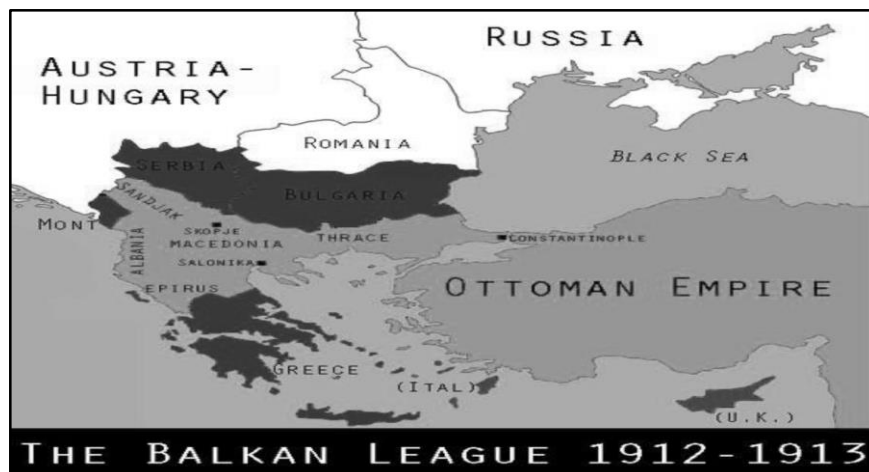 RUSSIA
AUSTRIA-
HUNGARY
ROMANIA
BLACK SEA
SERBIA
BULGARIA
SANDJAK
MONT
SKOPJE
MACEDONIA
THRACE
CONSTANTINOPLE
ALBANIA
SALONIKA
EPIRUS
OTTOMAN EMPIRE
GREECE
(ITAL)
(U.K.)
THE BALKAN LEAGUE 1912-1913